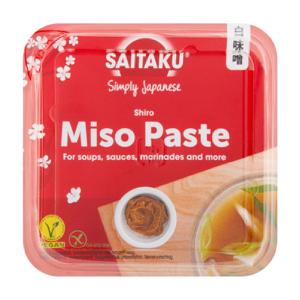 SAITAKU®
Simply Japanese
白味噌
Shiro
Miso Paste
For soups, sauces, marinades and more
VEGAN